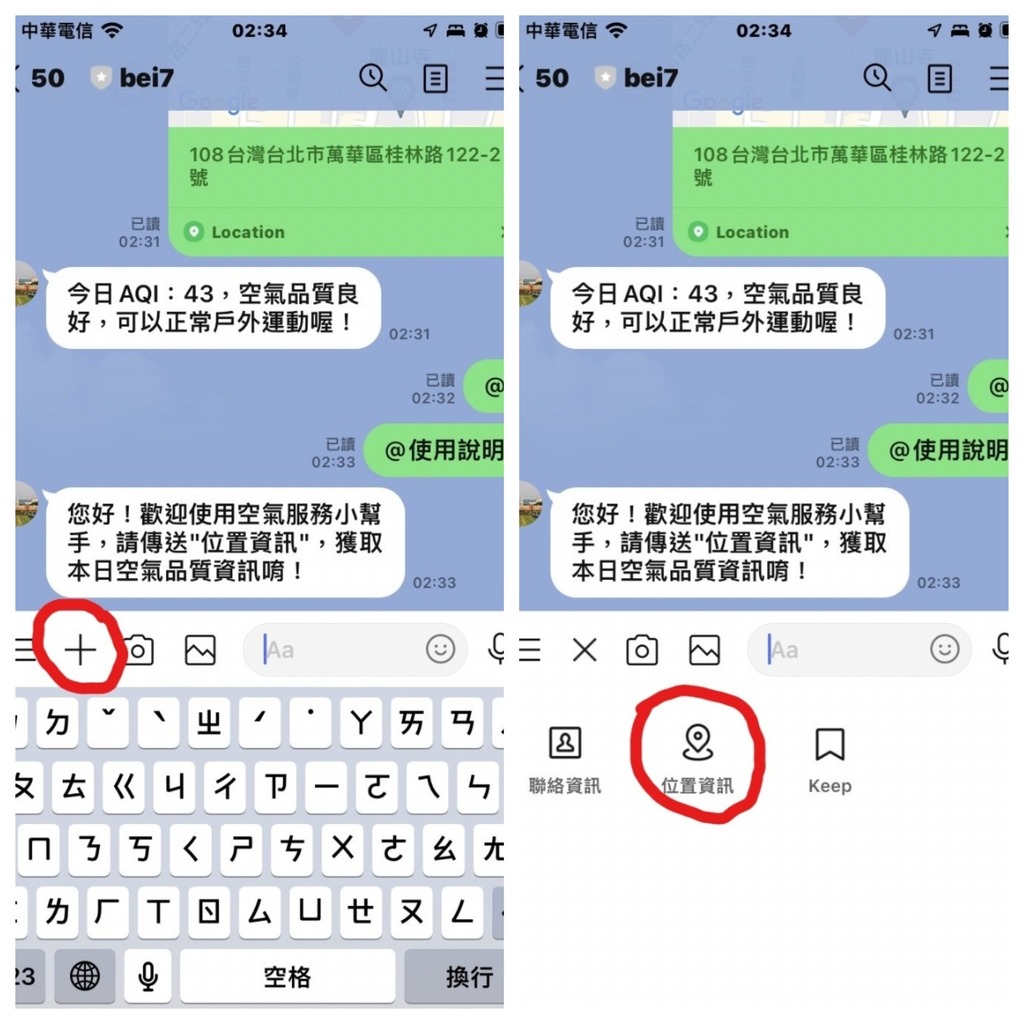 中華電信 02:34
50 bei7
Google
108台灣台北市萬華區桂林路122-2
號
已讀
02:31
Location
今日AQI：43，空氣品質良
好，可以正常戶外運動喔！
02:31
已讀
02:32
@
已讀
02:33
@使用說明
您好！歡迎使用空氣服務小幫
手，請傳送"位置資訊"，獲取
本日空氣品質資訊唷！
02:33
Aa
ㄉ ˇ ˋ ㄓ ˊ ˙ ㄚ ㄞ ㄢ
ㄆ ㄊ ㄍ ㄐ ㄔ ㄗ ㄧ ㄛ ㄟ ㄣ
ㄇ ㄋ ㄎ ㄑ ㄕ ㄘ ㄨ ㄜ ㄠ ㄤ
ㄌ ㄏ ㄒ ㄖ ㄙ ㄩ ㄝ ㄡ ㄥ
23 空格 換行
中華電信 02:34
50 bei7
Google
108台灣台北市萬華區桂林路122-2
號
已讀
02:31
Location
今日AQI：43，空氣品質良
好，可以正常戶外運動喔！
02:31
已讀
02:32
@
已讀
02:33
@使用說明
您好！歡迎使用空氣服務小幫
手，請傳送"位置資訊"，獲取
本日空氣品質資訊唷！
02:33
Aa
聯絡資訊 位置資訊 Keep